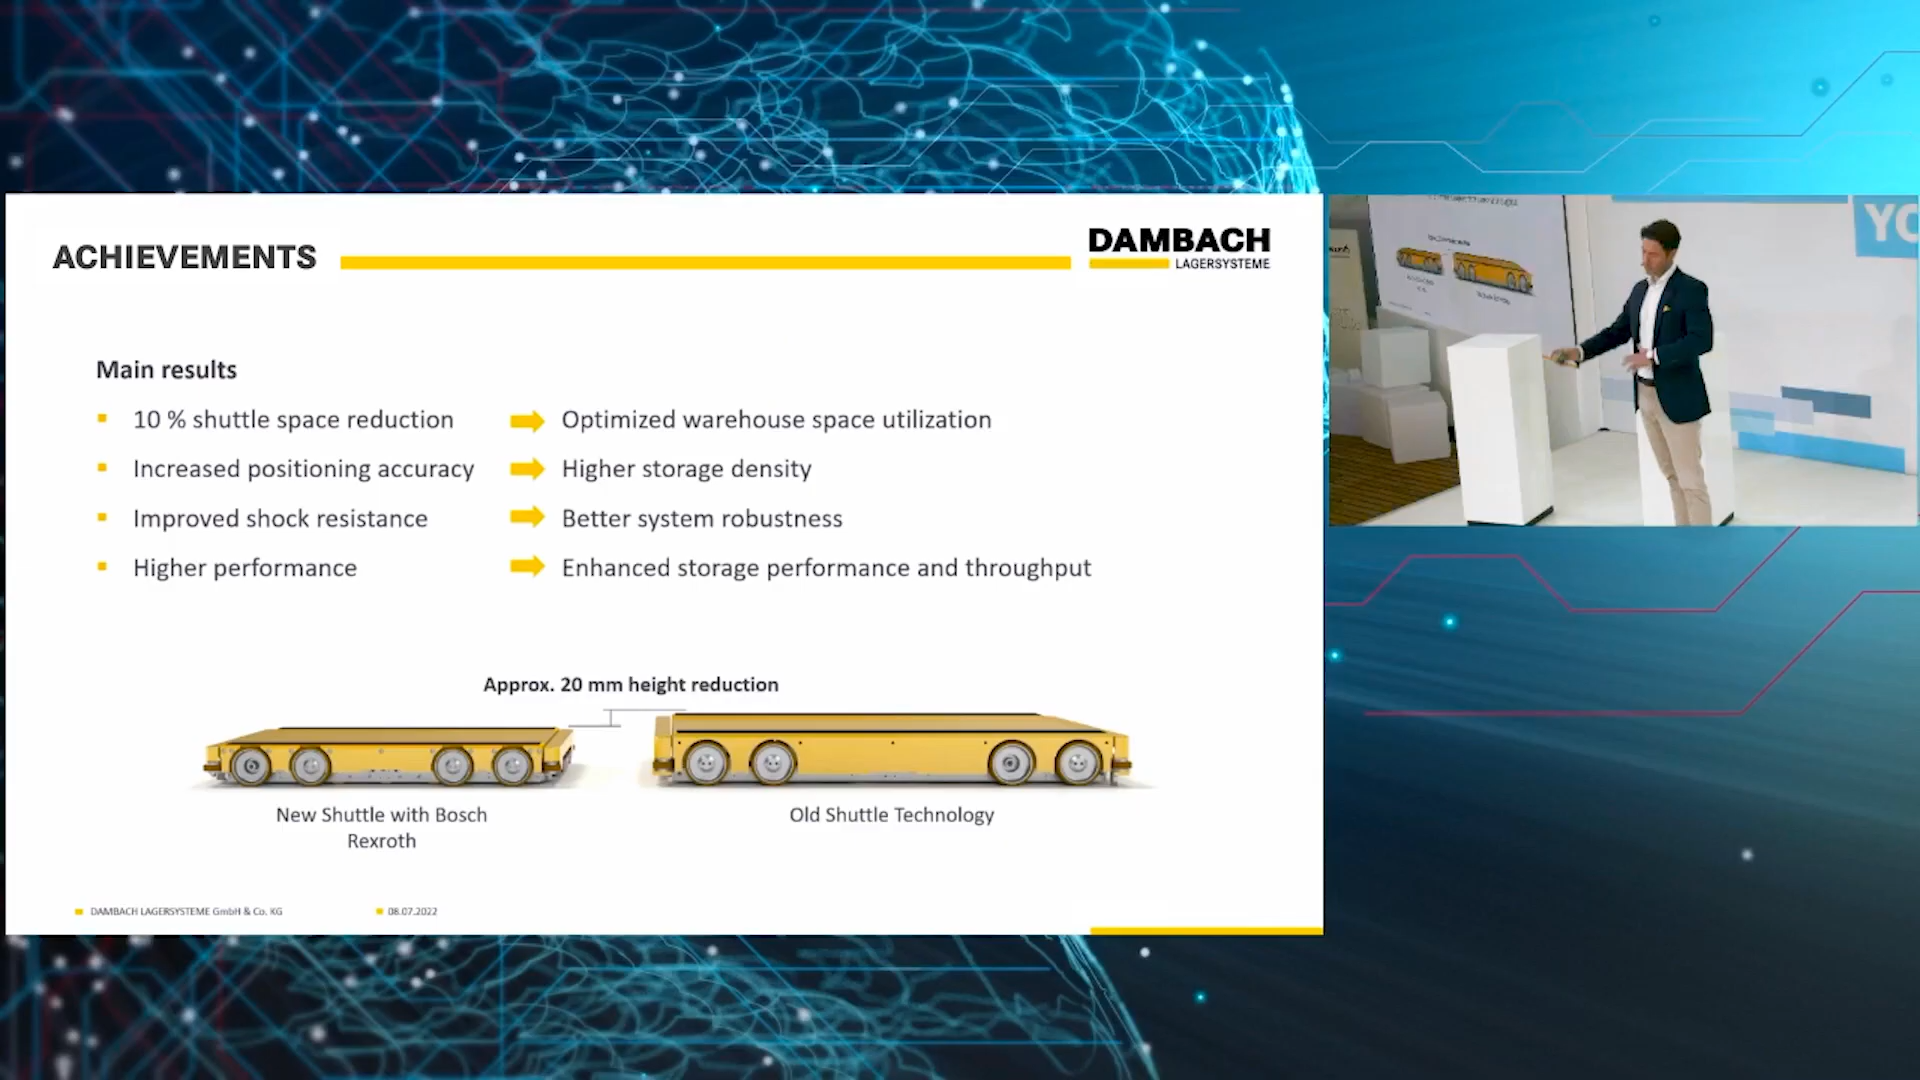 ACHIEVEMENTS
DAMBACH
LAGERSYSTEME
Main results
10 % shuttle space reduction
Optimized warehouse space utilization
Increased positioning accuracy
Higher storage density
Improved shock resistance
Better system robustness
Higher performance
Enhanced storage performance and throughput
Approx. 20 mm height reduction
New Shuttle with Bosch
Rexroth
Old Shuttle Technology
DAMBACH LAGERSYSTEME GmbH & Co. KG
08.07.2022
YO